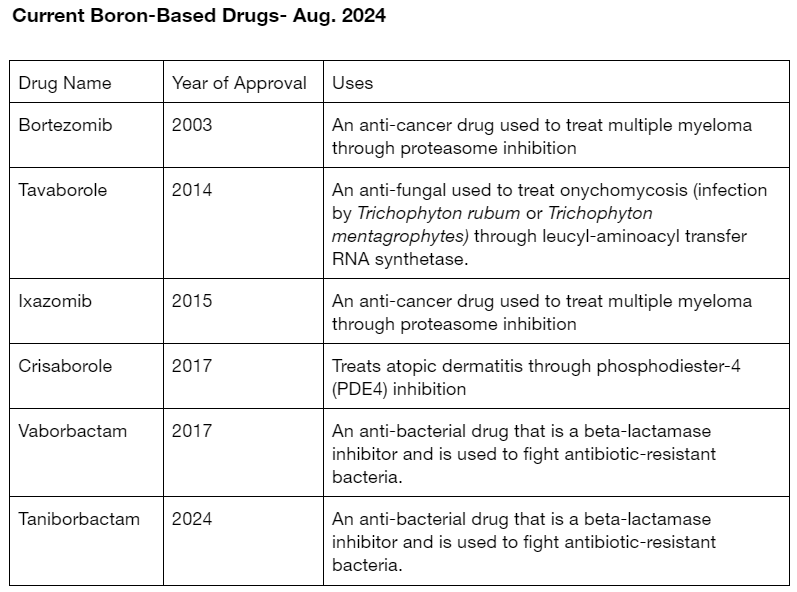 Current Boron-Based Drugs- Aug. 2024
Drug Name Year of Approval Uses
Bortezomib 2003 An anti-cancer drug used to treat multiple myeloma
through proteasome inhibition
Tavaborole 2014 An anti-fungal used to treat onychomycosis (infection
by Trichophyton rubum or Trichophyton
mentagrophytes) through leucyl-aminoacyl transfer
RNA synthetase.
Ixazomib 2015 An anti-cancer drug used to treat multiple myeloma
through proteasome inhibition
Crisaborole 2017 Treats atopic dermatitis through phosphodiester-4
(PDE4) inhibition
Vaborbactam 2017 An anti-bacterial drug that is a beta-lactamase
inhibitor and is used to fight antibiotic-resistant
bacteria.
Taniborbactam 2024 An anti-bacterial drug that is a beta-lactamase
inhibitor and is used to fight antibiotic-resistant
bacteria.